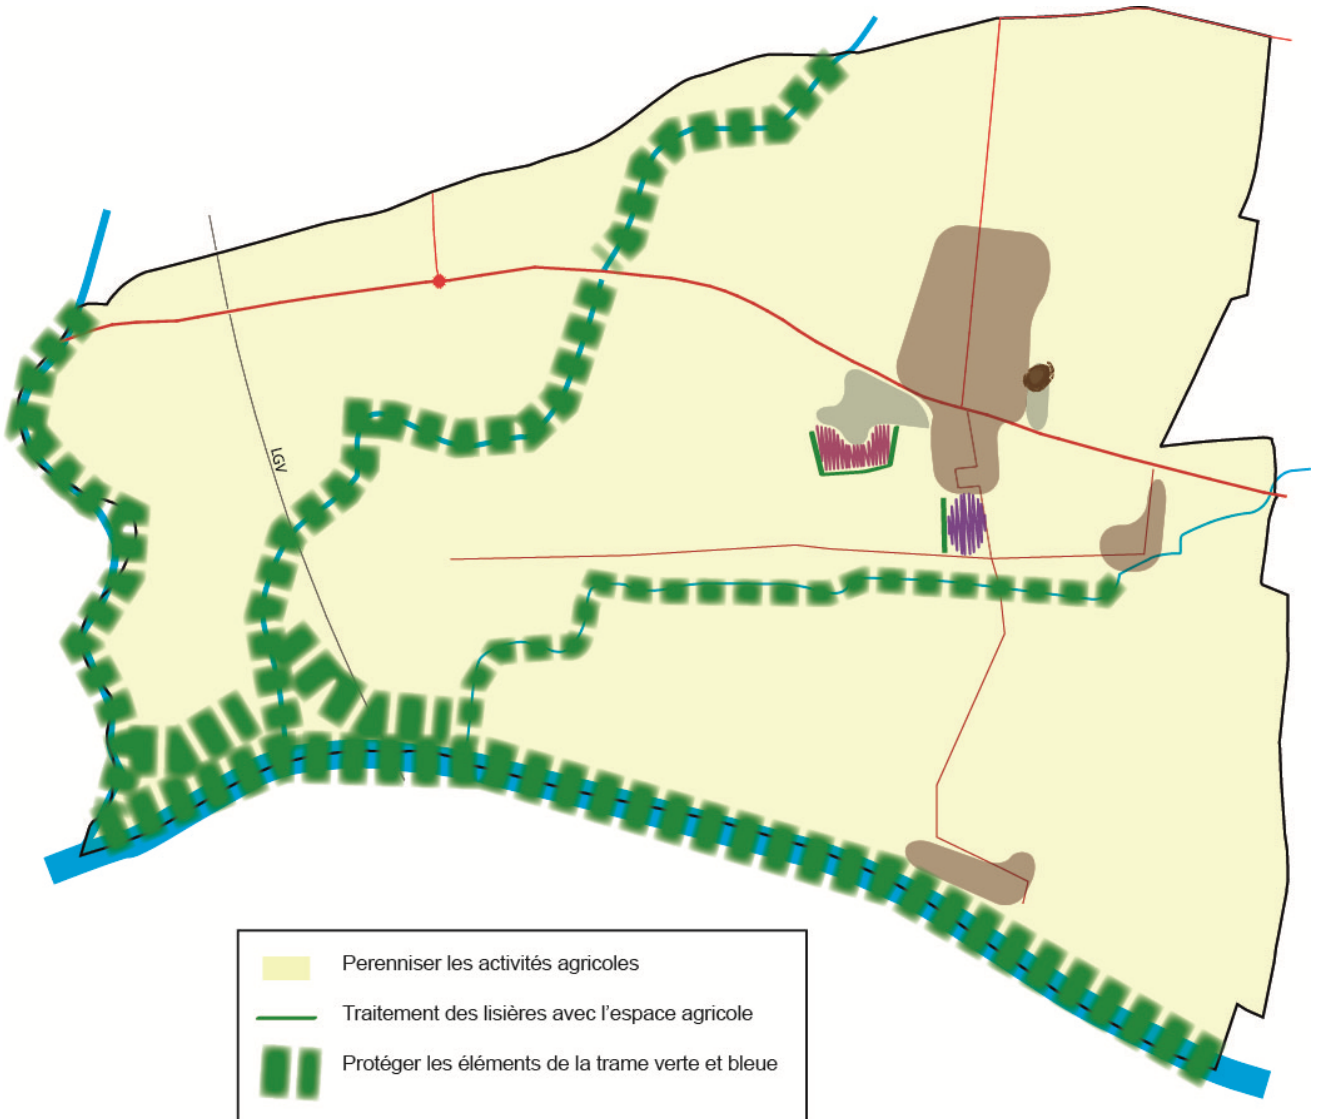 LGV
Perenniser les activités agricoles
Traitement des lisières avec l'espace agricole
Protéger les éléments de la trame verte et bleue